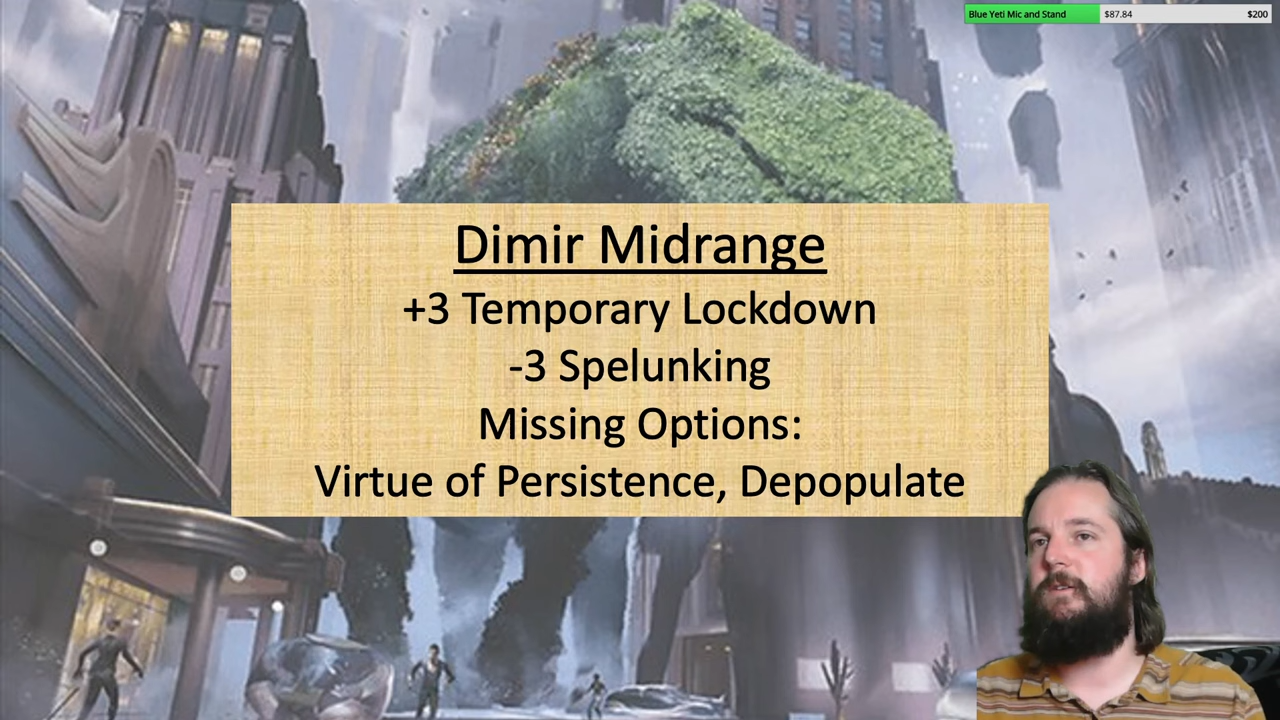 Blue Yeti Mic and Stand $87.84 $200
Dimir Midrange
+3 Temporary Lockdown
-3 Spelunking
Missing Options:
Virtue of Persistence, Depopulate